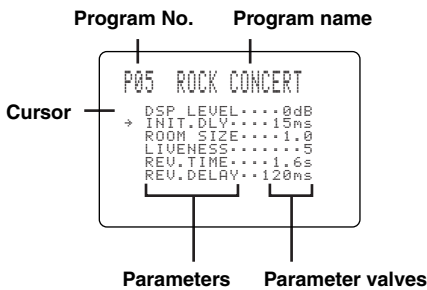 Program No. Program name
P05 ROCK CONCERT
Cursor
DSP LEVEL····0dB
→ INIT.DLY····15ms
ROOM SIZE····1.0
LIVENESS·······5
REV.TIME····1.6s
REV.DELAY··120ms
Parameters Parameter valves